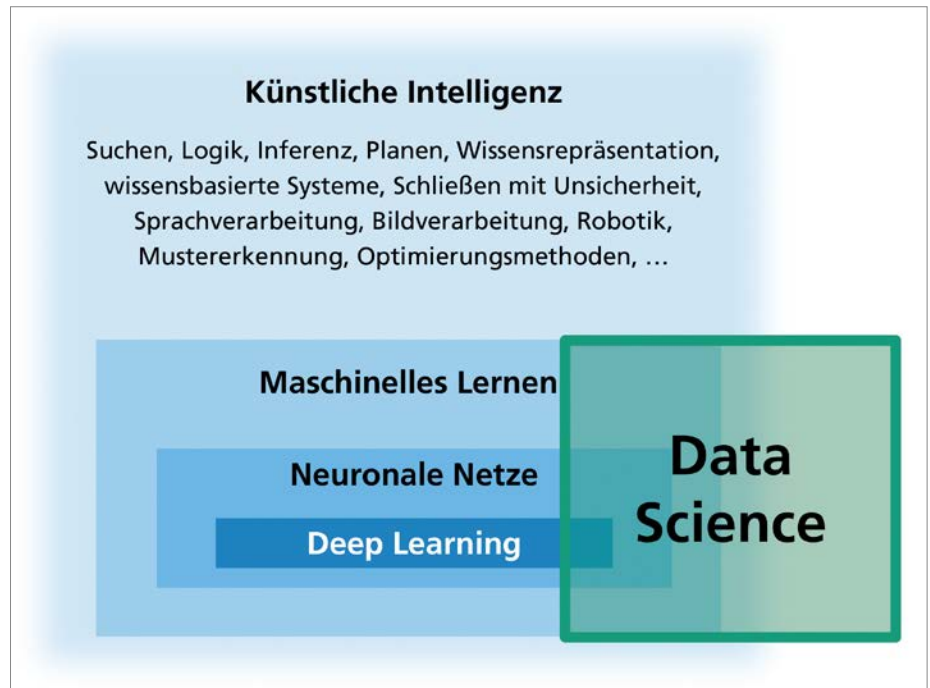 Künstliche Intelligenz
Suchen, Logik, Inferenz, Planen, Wissensrepräsentation,
wissensbasierte Systeme, Schließen mit Unsicherheit,
Sprachverarbeitung, Bildverarbeitung, Robotik,
Mustererkennung, Optimierungsmethoden, …
Maschinelles Lernen
Neuronale Netze
Deep Learning
Data
Science